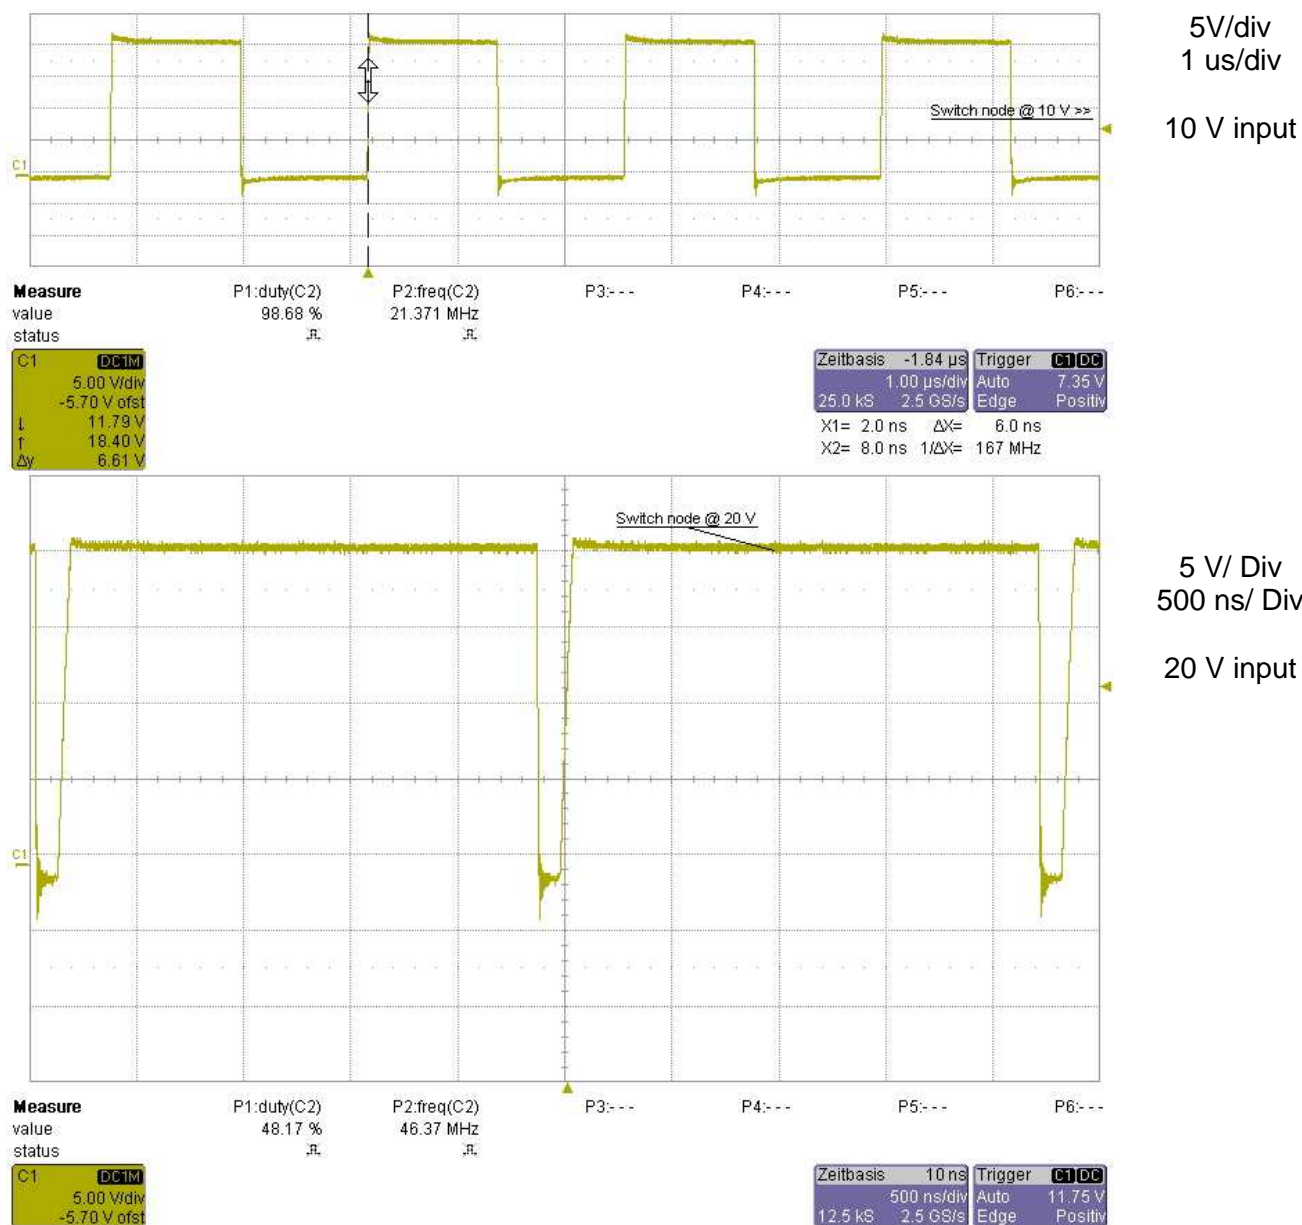 5V/div
1 us/div
10 V input
Switch node @ 10 V >>
C1
Measure P1:duty(C2) P2:freq(C2) P3:- - - P4:- - - P5:- - - P6:- - -
value 98.68 % 21.371 MHz
status
C1 DC1M
5.00 V/div
-5.70 V ofst
↓ 11.79 V
↑ 18.40 V
Δy 6.61 V
Zeitbasis -1.84 µs
1.00 µs/div
25.0 kS 2.5 GS/s
Trigger C1 DC
Auto 7.35 V
Edge Positiv
X1= 2.0 ns ΔX= 6.0 ns
X2= 8.0 ns 1/ΔX= 167 MHz
Switch node @ 20 V
5 V/ Div
500 ns/ Div
20 V input
C1
Measure P1:duty(C2) P2:freq(C2) P3:- - - P4:- - - P5:- - - P6:- - -
value 48.17 % 46.37 MHz
status
C1 DC1M
5.00 V/div
-5.70 V ofst
Zeitbasis 10 ns
500 ns/div
12.5 kS 2.5 GS/s
Trigger C1 DC
Auto 11.75 V
Edge Positiv